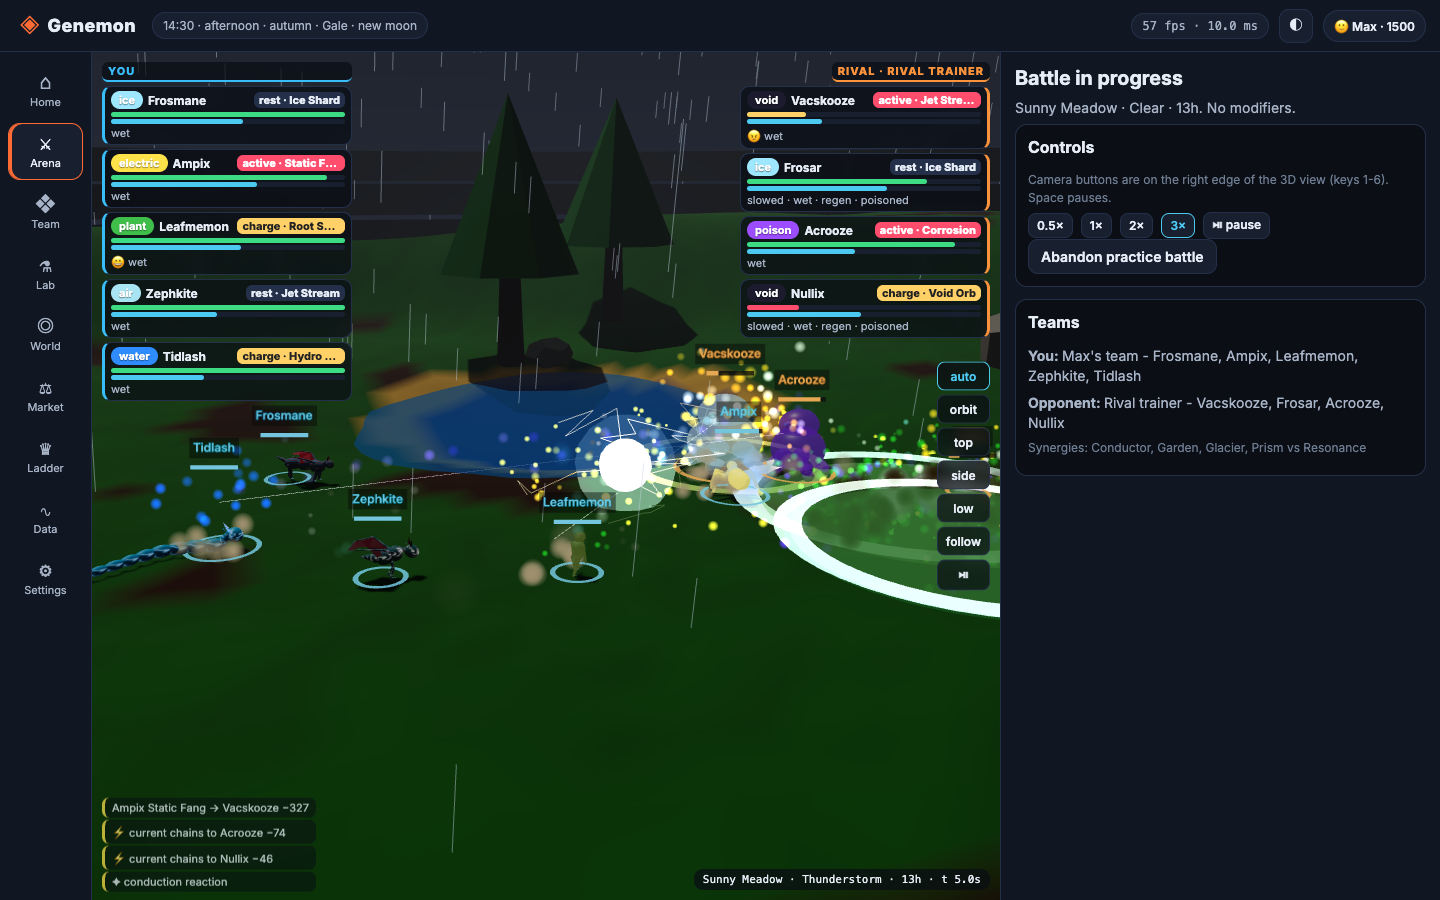 Genemon
14:30 · afternoon · autumn · Gale · new moon
57 fps · 10.0 ms
Max · 1500
Home
Arena
Team
Lab
World
Market
Ladder
Data
Settings
YOU
ice Frosmane rest · Ice Shard
wet
electric Ampix active · Static F...
wet
plant Leafmemon charge · Root S...
wet
air Zephkite rest · Jet Stream
wet
water Tidlash charge · Hydro ...
wet
RIVAL · RIVAL TRAINER
void Vacskooze active · Jet Stre...
wet
ice Frosar rest · Ice Shard
slowed · wet · regen · poisoned
poison Acrooze active · Corrosion
wet
void Nullix charge · Void Orb
slowed · wet · regen · poisoned
Vacskooze
Acrooze
Ampix
Frosmane
Tidlash
Zephkite
Leafmemon
auto
orbit
top
side
low
follow
Ampix Static Fang → Vacskooze −327
⚡ current chains to Acrooze −74
⚡ current chains to Nullix −46
✦ conduction reaction
Sunny Meadow · Thunderstorm · 13h · t 5.0s
Battle in progress
Sunny Meadow · Clear · 13h. No modifiers.
Controls
Camera buttons are on the right edge of the 3D view (keys 1-6).
Space pauses.
0.5× 1× 2× 3× ⏯ pause
Abandon practice battle
Teams
You: Max's team - Frosmane, Ampix, Leafmemon,
Zephkite, Tidlash
Opponent: Rival trainer - Vacskooze, Frosar, Acrooze,
Nullix
Synergies: Conductor, Garden, Glacier, Prism vs Resonance